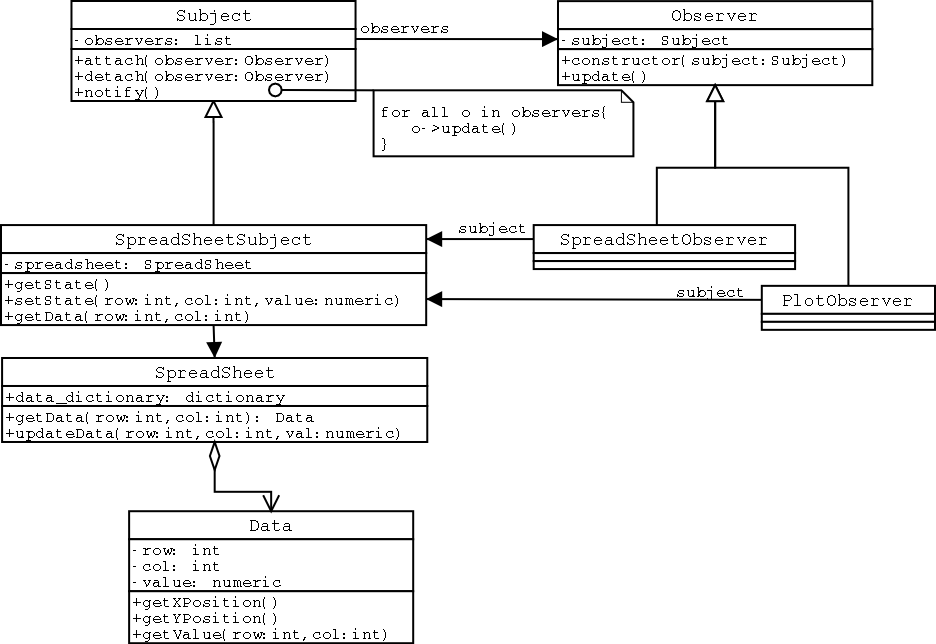 Subject
- observers: list
+attach(observer:Observer)
+detach(observer:Observer)
+notify()
observers
Observer
- subject: Subject
+constructor(subject:Subject)
+update()
for all o in observers{
o->update()
}
SpreadSheetSubject
- spreadsheet: SpreadSheet
+getState()
+setState(row:int,col:int,value:numeric)
+getData(row:int,col:int)
subject
SpreadSheetObserver
subject
PlotObserver
SpreadSheet
+data_dictionary: dictionary
+getData(row:int,col:int): Data
+updateData(row:int,col:int,val:numeric)
Data
- row: int
- col: int
- value: numeric
+getXPosition()
+getYPosition()
+getValue(row:int,col:int)